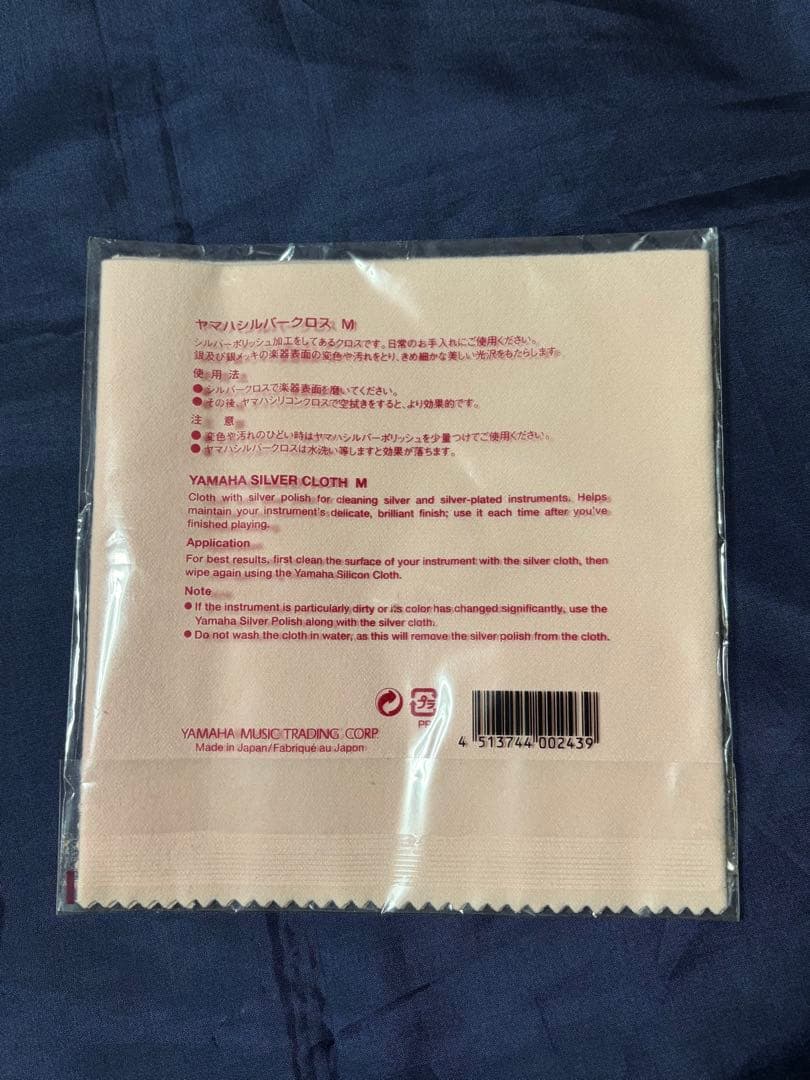 ヤマハシルバークロス M
シルバーポリッシュ加工をしてあるクロスです。日常のお手入れにご使用ください。
銀及び銀メッキの楽器表面の変色や汚れをとり、きめ細かな美しい光沢をもたらします。
使 用 法
●シルバークロスで楽器表面を磨いてください。
●その後、ヤマハシリコンクロスで空拭きをすると、より効果的です。
注 意
●変色や汚れのひどい時はヤマハシルバーポリッシュを少量つけてご使用ください。
●ヤマハシルバークロスは水洗い等しますと効果が落ちます。
YAMAHA SILVER CLOTH M
Cloth with silver polish for cleaning silver and silver-plated instruments. Helps
maintain your instrument's delicate, brilliant finish; use it each time after you've
finished playing.
Application
For best results, first clean the surface of your instrument with the silver cloth, then
wipe again using the Yamaha Silicon Cloth.
Note
●If the instrument is particularly dirty or its color has changed significantly, use the
Yamaha Silver Polish along with the silver cloth.
●Do not wash the cloth in water, as this will remove the silver polish from the cloth.
プラ
YAMAHA MUSIC TRADING CORP.
Made in Japan/Fabriqué au Japon
4 513744 002439